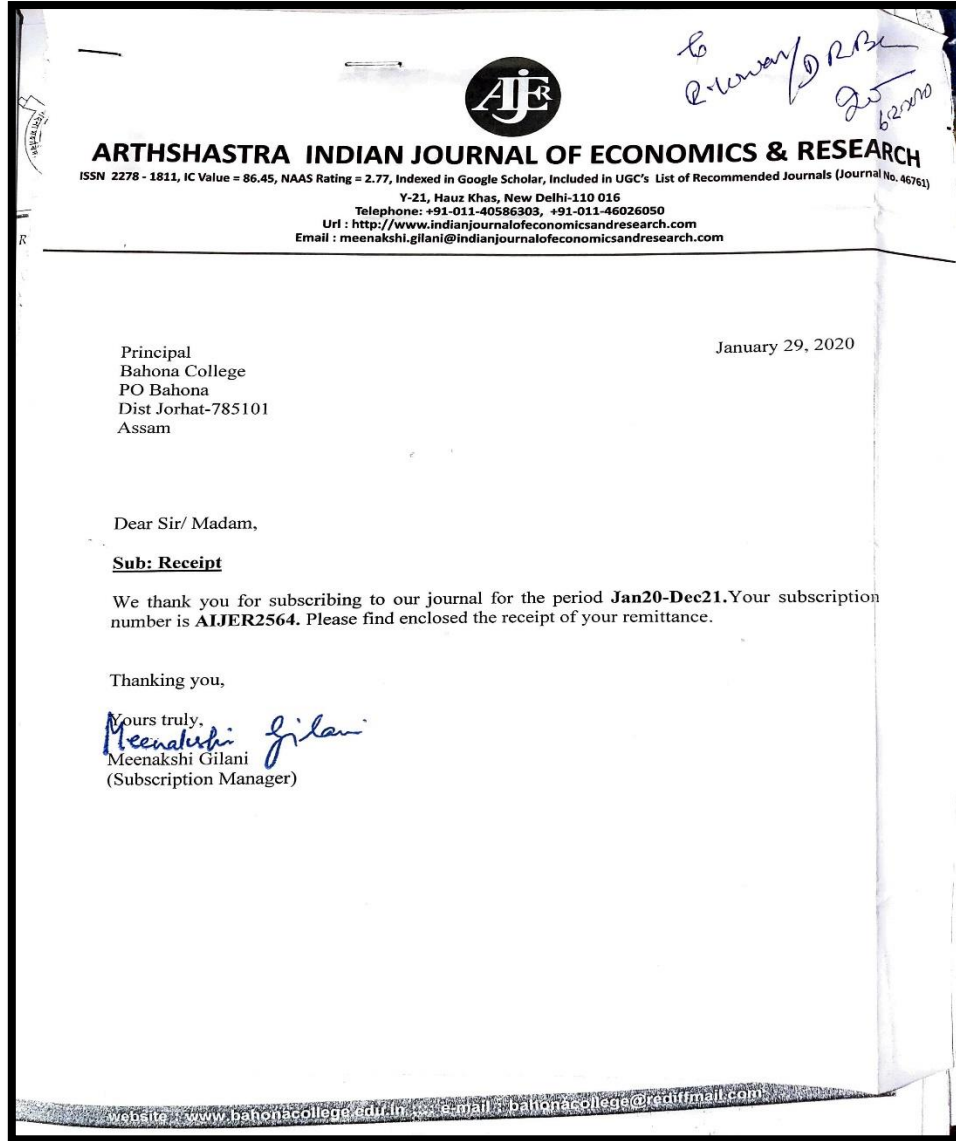 AJER
ARTHSHASTRA INDIAN JOURNAL OF ECONOMICS & RESEARCH
ISSN 2278 - 1811, IC Value = 86.45, NAAS Rating = 2.77, Indexed in Google Scholar, Included in UGC's List of Recommended Journals (Journal No. 46761)
Y-21, Hauz Khas, New Delhi-110 016
Telephone: +91-011-40586303, +91-011-46026050
Url : http://www.indianjournalofeconomicsandresearch.com
Email : meenakshi.gilani@indianjournalofeconomicsandresearch.com
R
January 29, 2020
Principal
Bahona College
PO Bahona
Dist Jorhat-785101
Assam
Dear Sir/ Madam,
Sub: Receipt
We thank you for subscribing to our journal for the period Jan20-Dec21.Your subscription
number is AIJER2564. Please find enclosed the receipt of your remittance.
Thanking you,
Yours truly,
Meenakshi Gilani
Meenakshi Gilani
(Subscription Manager)
website : www.bahonacollege.edu.in ::: e-mail : bahonacollege@rediffmail.com